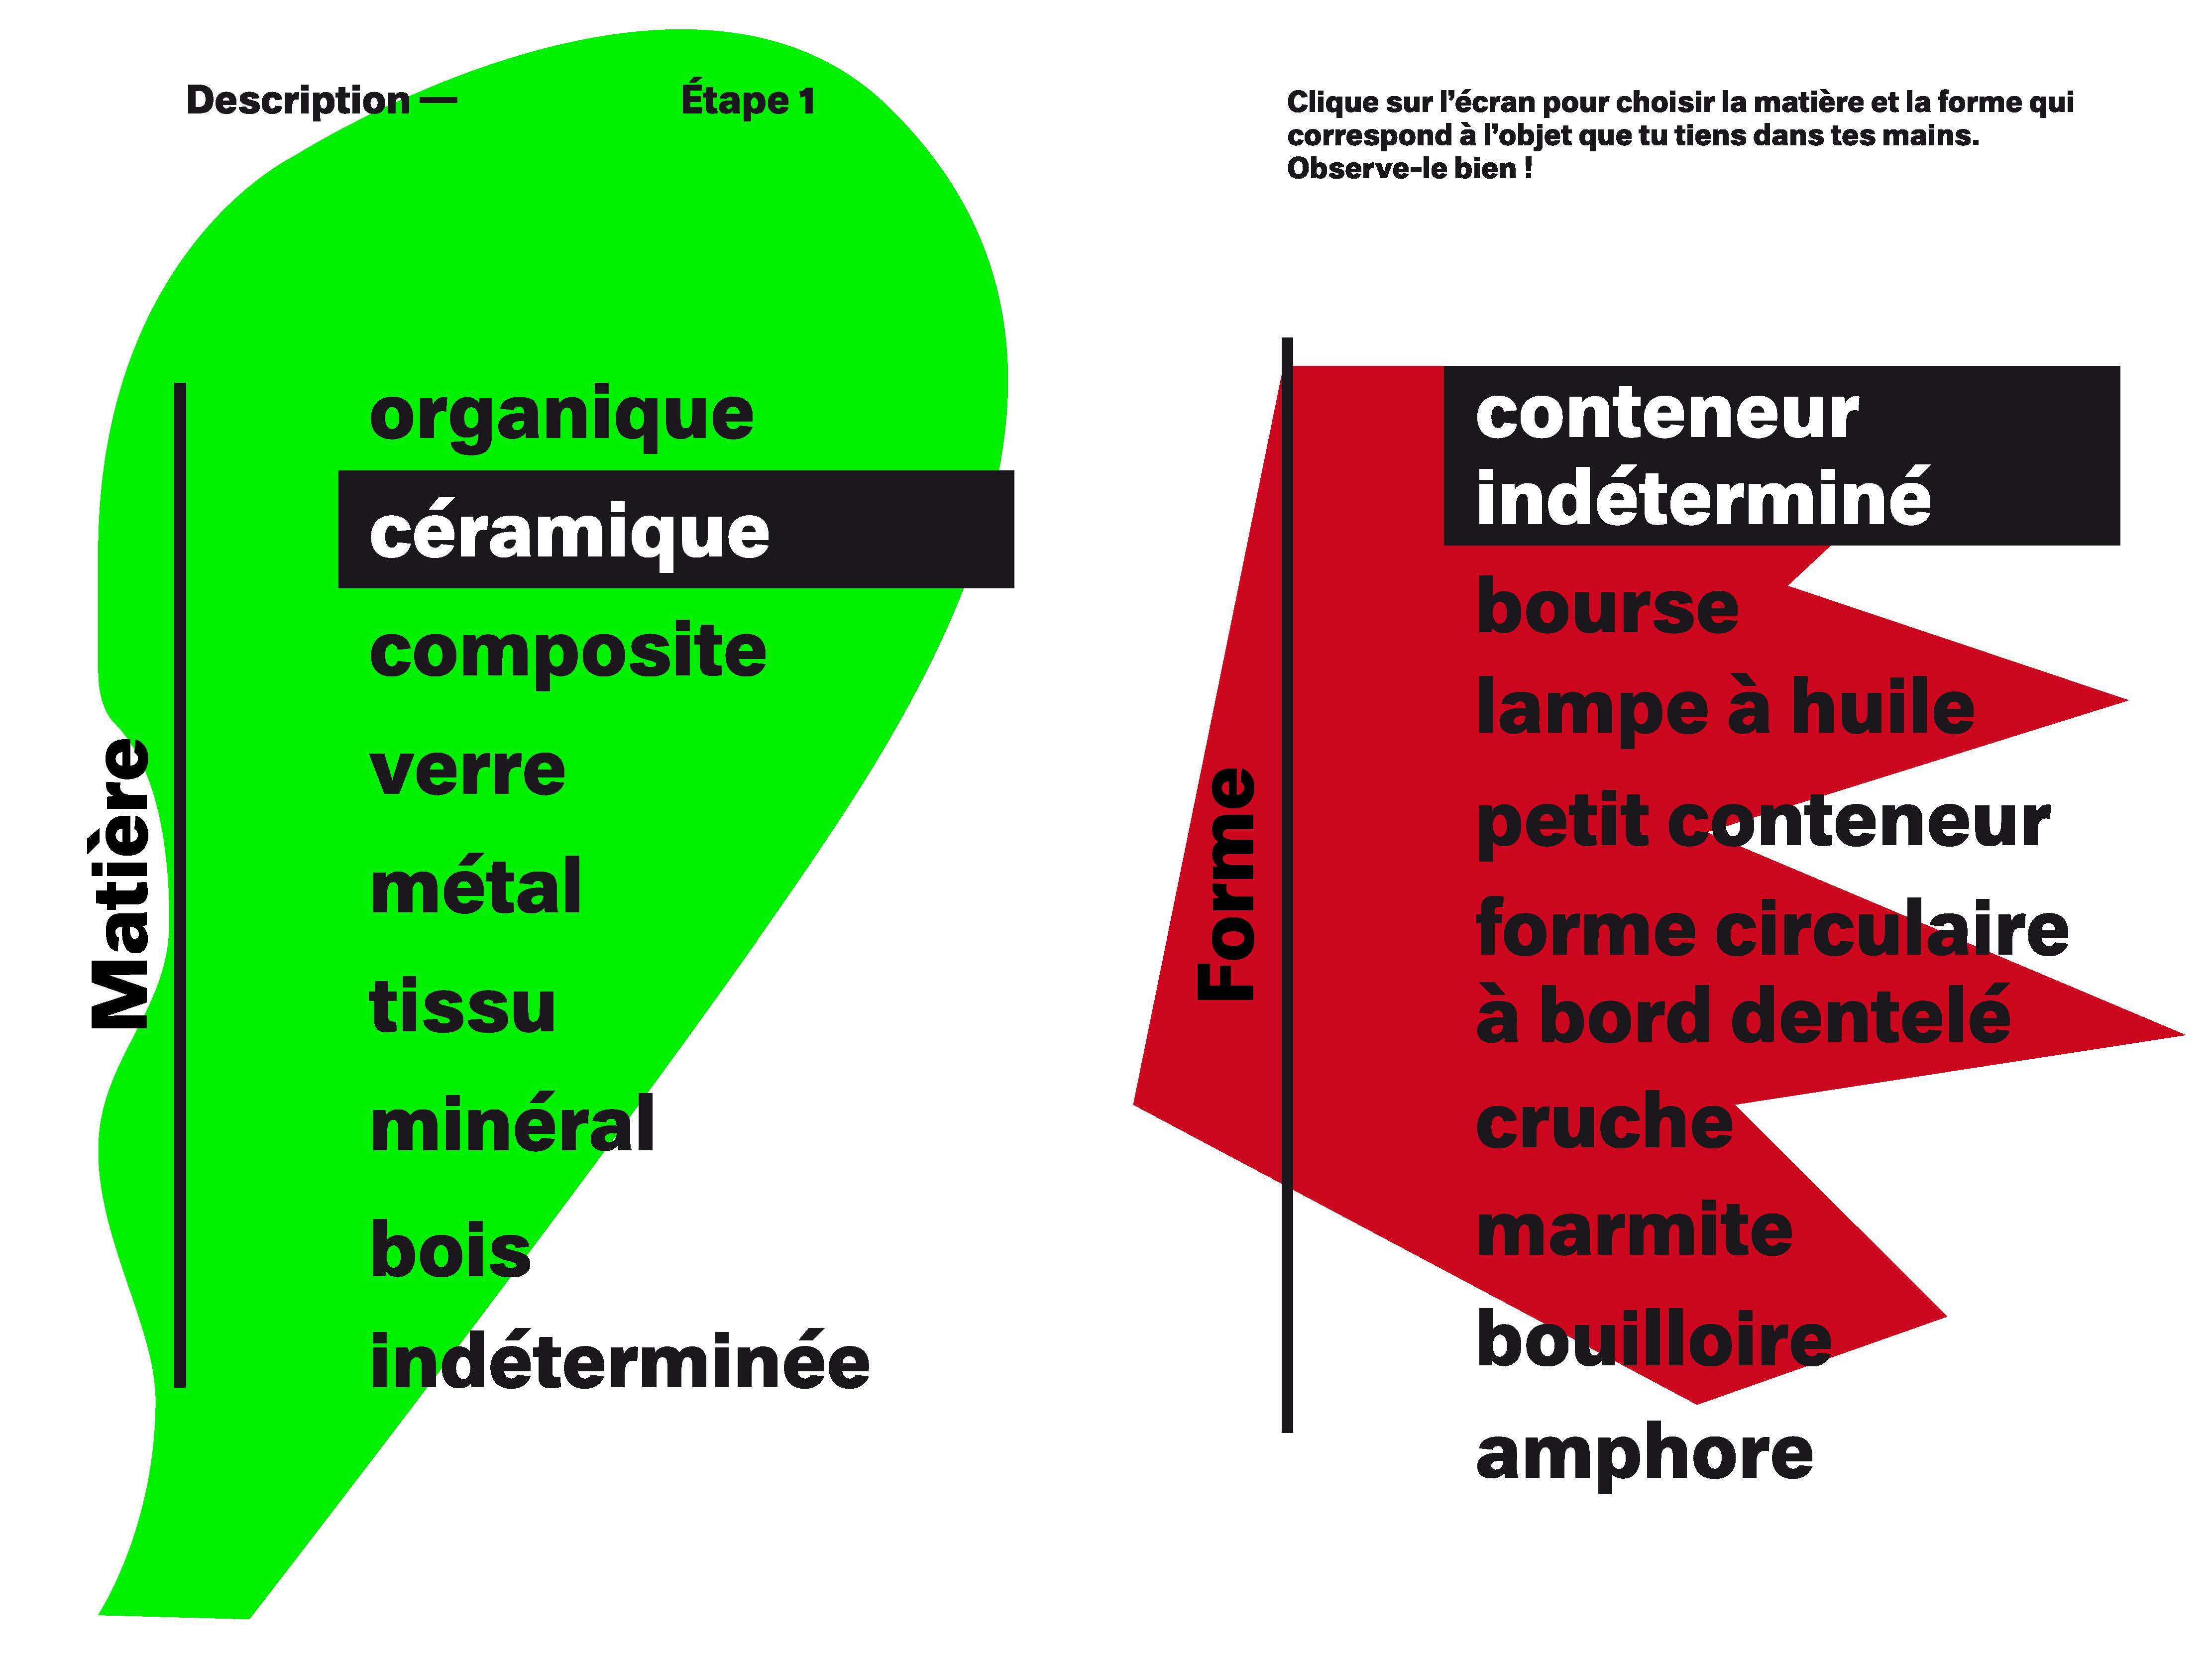 Description — Étape 1
Clique sur l’écran pour choisir la matière et la forme qui
correspond à l’objet que tu tiens dans tes mains.
Observe-le bien !
Matière
organique
céramique
composite
verre
métal
tissu
minéral
bois
indéterminée
Forme
conteneur
indéterminé
bourse
lampe à huile
petit conteneur
forme circulaire
à bord dentelé
cruche
marmite
bouilloire
amphore